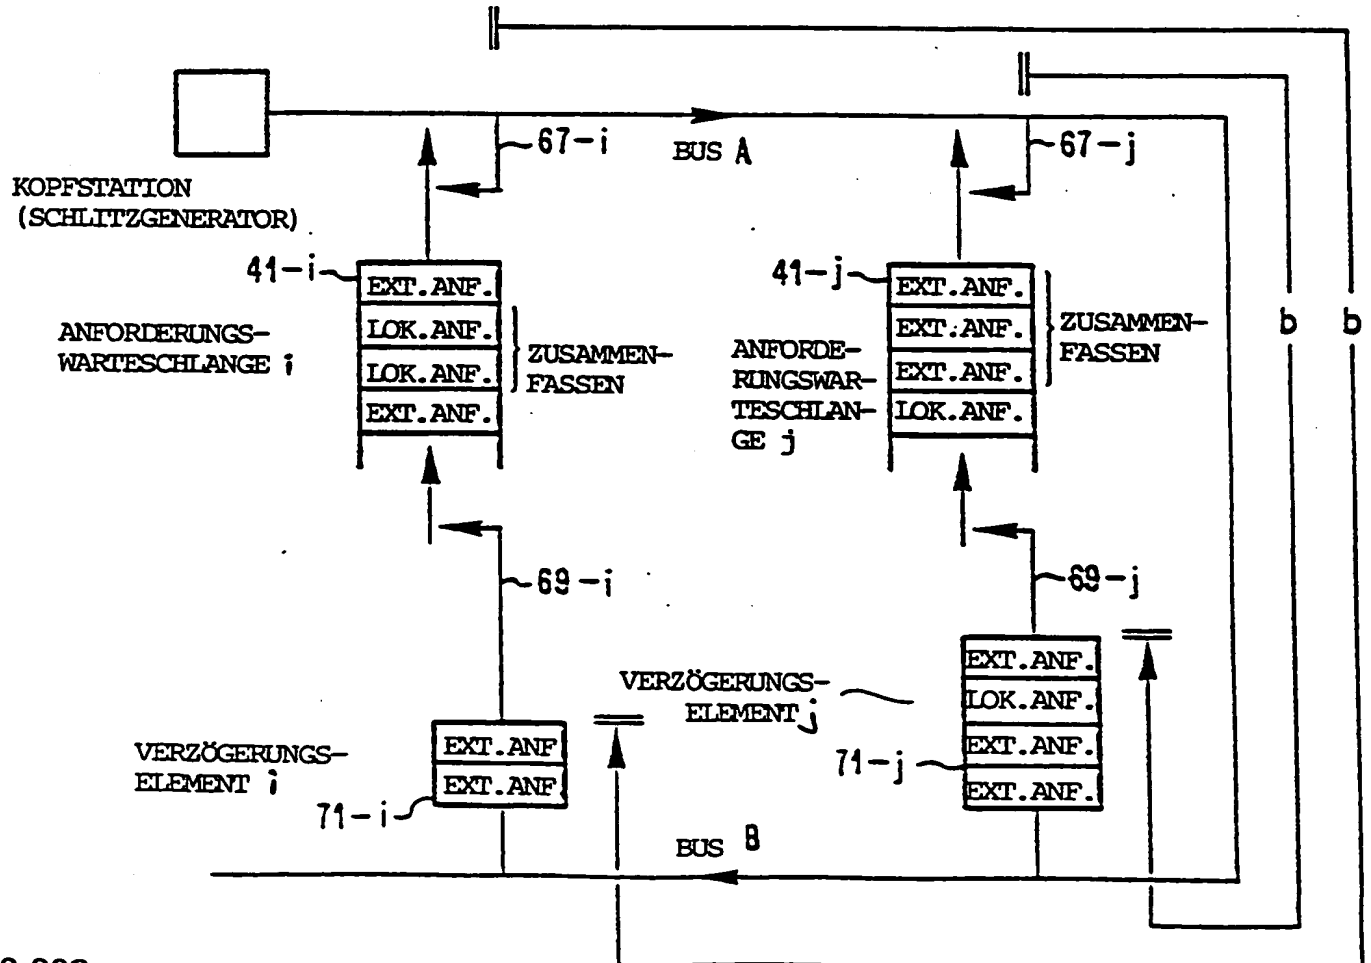 67-i
BUS A
67-j
KOPFSTATION
(SCHLITZGENERATOR)
41-i
EXT.ANF.
LOK.ANF.
LOK.ANF.
EXT.ANF.
ANFORDERUNGS-
WARTESCHLANGE i
ZUSAMMEN-
FASSEN
41-j
EXT.ANF.
EXT.ANF.
EXT.ANF.
LOK.ANF.
ANFORDE-
RUNGSWAR-
TESCHLAN-
GE j
ZUSAMMEN-
FASSEN
b
b
69-i
69-j
VERZÖGERUNGS-
ELEMENT j
EXT.ANF.
LOK.ANF.
EXT.ANF.
EXT.ANF.
71-j
VERZÖGERUNGS-
ELEMENT i
EXT.ANF
EXT.ANF
71-i
BUS B